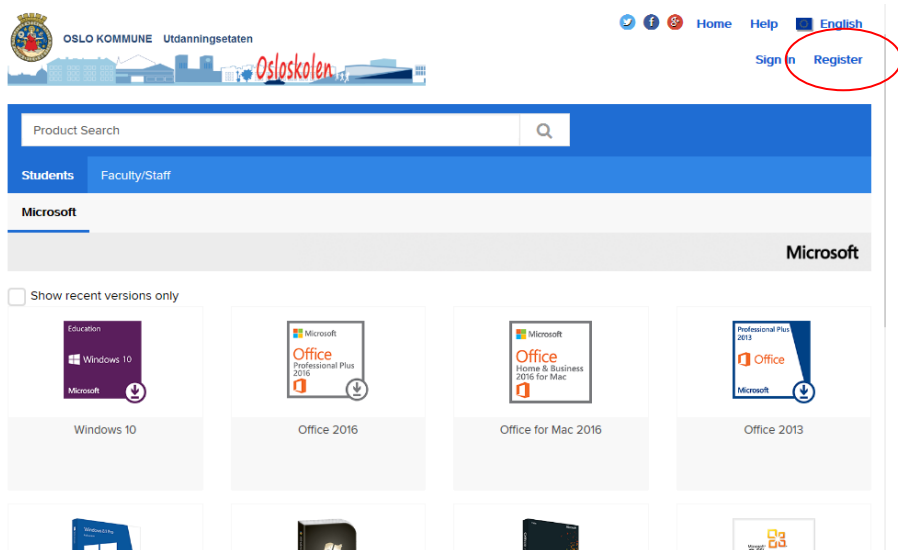 Home Help English
OSLO KOMMUNE Utdanningsetaten
Osloskolen
Sign in Register
Product Search
Students Faculty/Staff
Microsoft
Microsoft
Show recent versions only
Education
Windows 10
Microsoft
Microsoft
Office
Professional Plus
2016
Microsoft
Office
Home & Business
2016 for Mac
Professional Plus
2013
Office
Microsoft
Windows 10 Office 2016 Office for Mac 2016 Office 2013